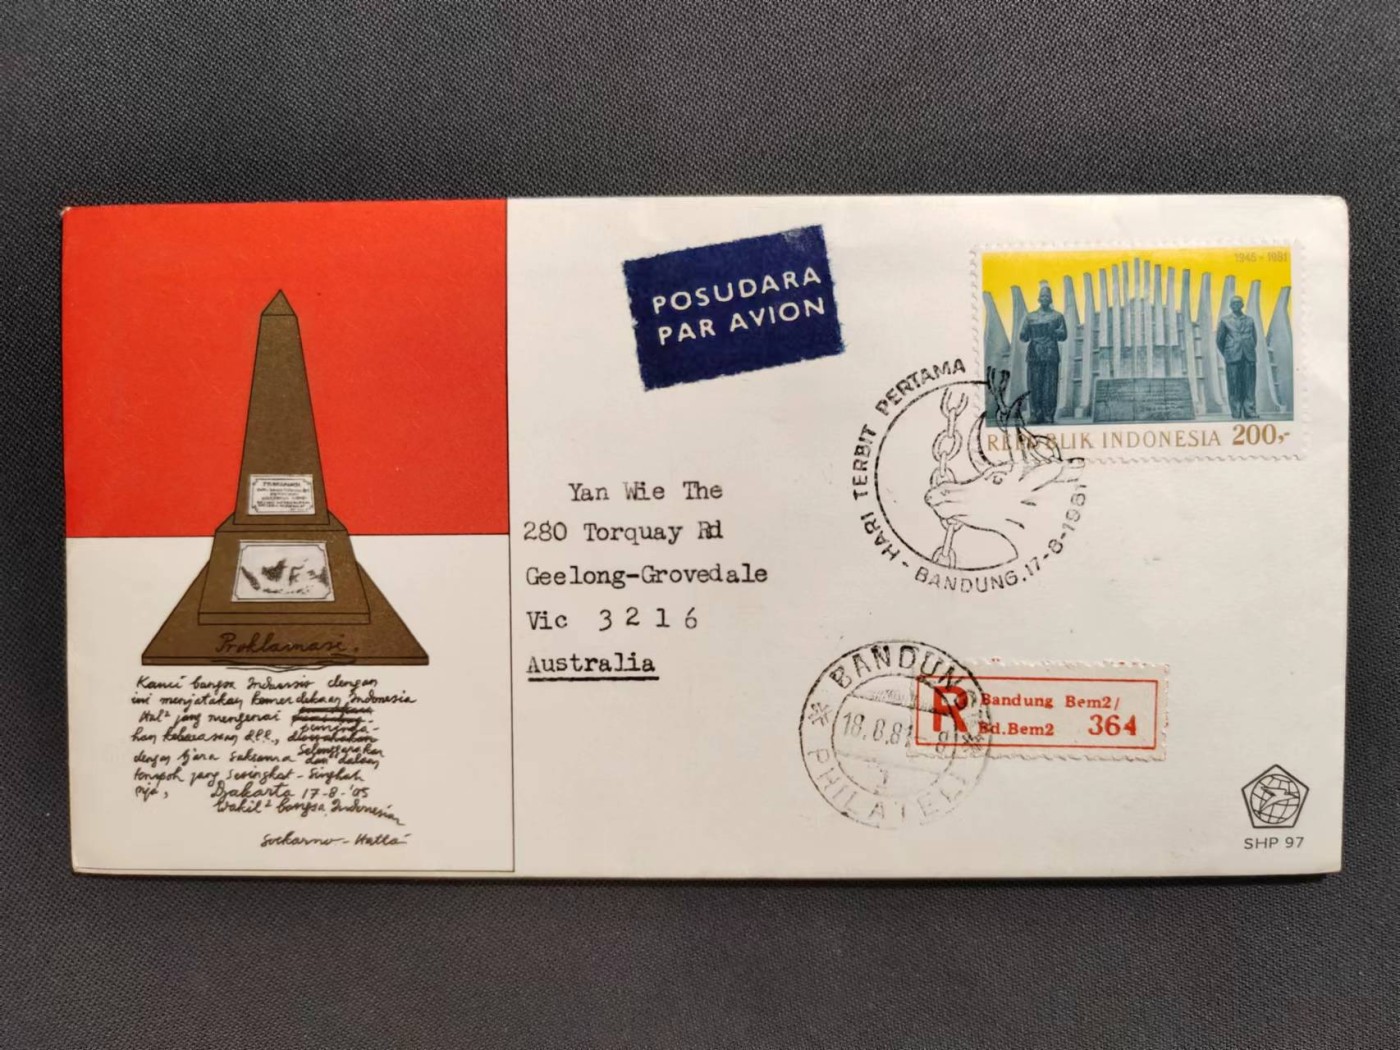 POSUDARA
PAR AVION
1945 - 1981
REPUBLIK INDONESIA 200,-
HARI TERBIT PERTAMA
- BANDUNG.17-8-1981
Yan Wie The
280 Torquay Rd
Geelong-Grovedale
Vic 3216
Australia
BANDUNG
18.8.81-8
PHILATELI
R
Bandung Bem2/
Bd.Bem2 364
SHP 97
PROKLAMASI
Proklamasi.
Kami bangsa Indonesia dengan
ini menjatakan kemerdekaan Indonesia
Hal² jang mengenai
dengan tjara saksama dan dalam
tempoh jang
Djakarta 17-8-'05
Wakil² bangsa Indonesia
Soekarno-Hatta